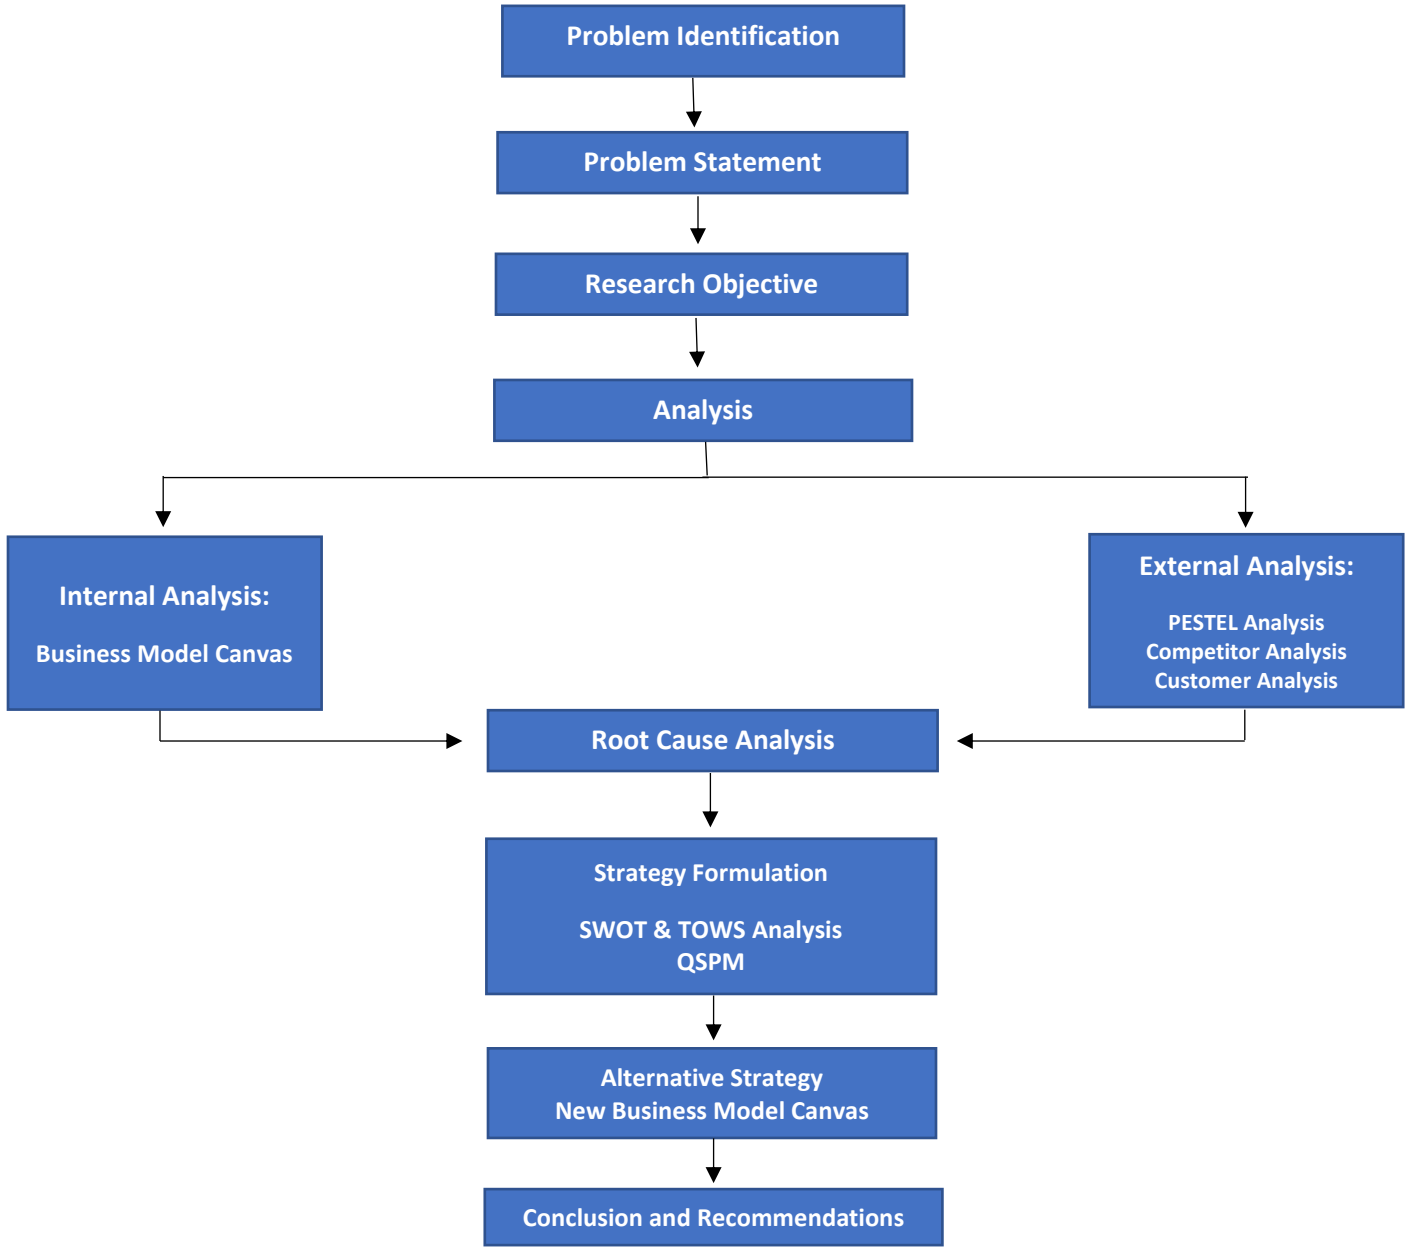 Problem Identification
Problem Statement
Research Objective
Analysis
Internal Analysis:
Business Model Canvas
External Analysis:
PESTEL Analysis
Competitor Analysis
Customer Analysis
Root Cause Analysis
Strategy Formulation
SWOT & TOWS Analysis
QSPM
Alternative Strategy
New Business Model Canvas
Conclusion and Recommendations